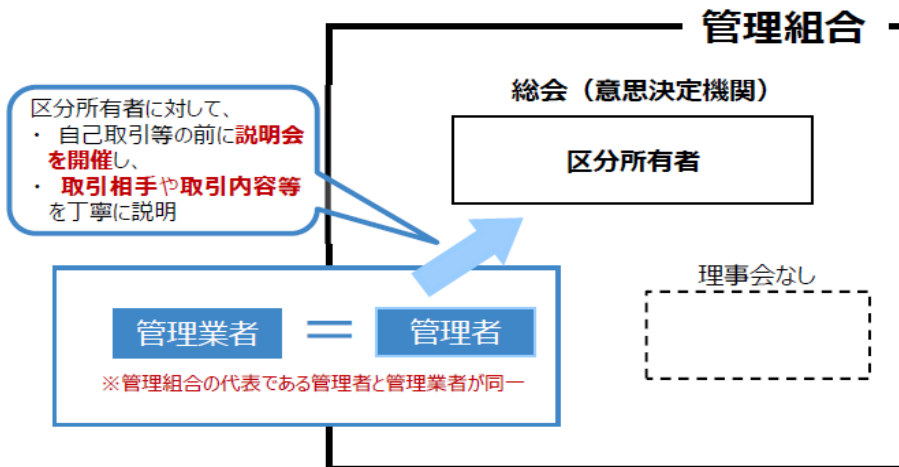 管理組合
総会（意思決定機関）
区分所有者
区分所有者に対して、
・ 自己取引等の前に説明会
を開催し、
・ 取引相手や取引内容等
を丁寧に説明
理事会なし
管理業者 ＝ 管理者
※管理組合の代表である管理者と管理業者が同一